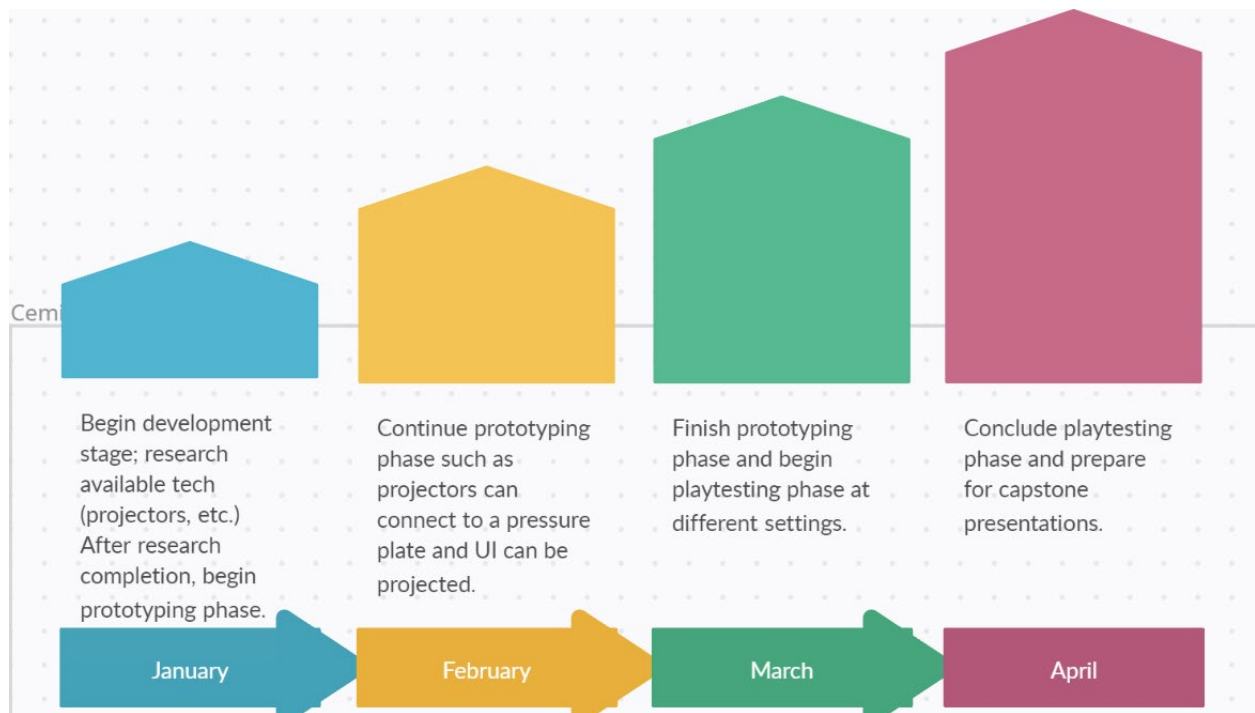 Cemi
Begin development
stage; research
available tech
(projectors, etc.)
After research
completion, begin
prototyping phase.
Continue prototyping
phase such as
projectors can
connect to a pressure
plate and UI can be
projected.
Finish prototyping
phase and begin
playtesting phase at
different settings.
Conclude playtesting
phase and prepare
for capstone
presentations.
January
February
March
April